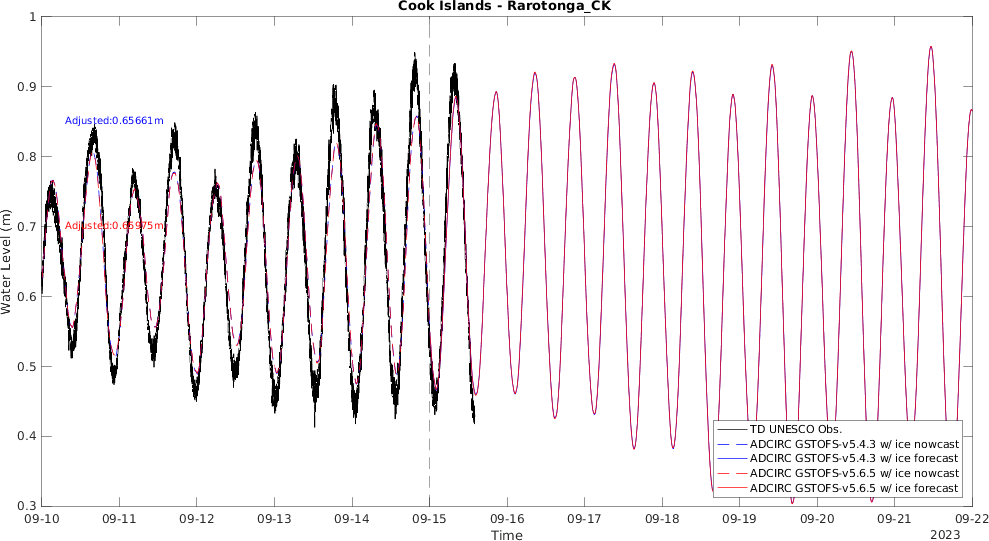 Cook Islands - Rarotonga_CK
1
0.9
0.8
0.7
0.6
0.5
0.4
0.3
Water Level (m)
Adjusted:0.65661m
Adjusted:0.65975m
TD UNESCO Obs.
ADCIRC GSTOFS-v5.4.3 w/ ice nowcast
ADCIRC GSTOFS-v5.4.3 w/ ice forecast
ADCIRC GSTOFS-v5.6.5 w/ ice nowcast
ADCIRC GSTOFS-v5.6.5 w/ ice forecast
09-10 09-11 09-12 09-13 09-14 09-15 09-16 09-17 09-18 09-19 09-20 09-21 09-22
Time
2023